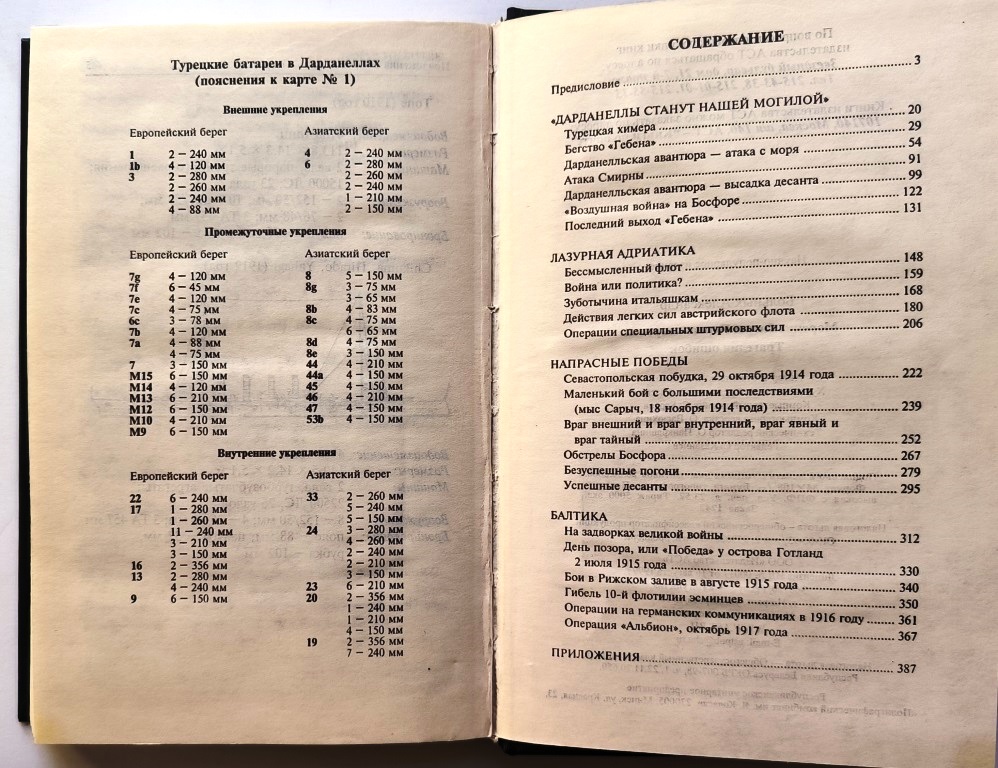 Турецкие батареи в Дарданеллах
(пояснения к карте № 1)
Внешние укрепления
Европейский берег Азиатский берег
1 2 — 240 мм 4 2 — 240 мм
1b 4 — 120 мм 6 2 — 280 мм
3 2 — 280 мм 2 — 260 мм
2 — 260 мм 2 — 240 мм
2 — 240 мм 1 — 210 мм
4 — 88 мм 2 — 150 мм
Промежуточные укрепления
Европейский берег Азиатский берег
7g 4 — 120 мм 8 5 — 150 мм
7f 6 — 45 мм 8g 3 — 75 мм
7e 4 — 120 мм 3 — 65 мм
7c 4 — 75 мм 8b 4 — 83 мм
6c 3 — 78 мм 8c 4 — 75 мм
7b 4 — 120 мм 6 — 65 мм
7a 4 — 88 мм 8d 4 — 75 мм
4 — 75 мм 8e 3 — 150 мм
7 3 — 150 мм 44 4 — 210 мм
M15 6 — 150 мм 44a 4 — 150 мм
M14 4 — 120 мм 45 4 — 150 мм
M13 6 — 210 мм 46 4 — 210 мм
M12 6 — 150 мм 47 4 — 150 мм
M10 4 — 210 мм 53b 4 — 150 мм
M9 6 — 150 мм
Внутренние укрепления
Европейский берег Азиатский берег
22 6 — 240 мм 33 2 — 260 мм
17 1 — 280 мм 5 — 240 мм
1 — 260 мм 5 — 150 мм
11 — 240 мм 24 3 — 280 мм
3 — 210 мм 4 — 260 мм
3 — 150 мм 2 — 240 мм
16 2 — 356 мм 2 — 210 мм
13 2 — 280 мм 3 — 150 мм
4 — 240 мм 23 6 — 210 мм
9 6 — 150 мм 20 2 — 356 мм
1 — 240 мм
1 — 210 мм
4 — 150 мм
19 2 — 356 мм
7 — 240 мм
СОДЕРЖАНИЕ
Предисловие 3
«ДАРДАНЕЛЛЫ СТАНУТ НАШЕЙ МОГИЛОЙ»
Турецкая химера 20
Бегство «Гебена» 29
Дарданелльская авантюра — атака с моря 54
Атака Смирны 91
Дарданелльская авантюра — высадка десанта 99
«Воздушная война» на Босфоре 122
Последний выход «Гебена» 131
ЛАЗУРНАЯ АДРИАТИКА
Бессмысленный флот 148
Война или политика? 159
Зуботычина итальяшкам 168
Действия легких сил австрийского флота 180
Операции специальных штурмовых сил 206
НАПРАСНЫЕ ПОБЕДЫ
Севастопольская побудка, 29 октября 1914 года 222
Маленький бой с большими последствиями
(мыс Сарыч, 18 ноября 1914 года) 239
Враг внешний и враг внутренний, враг явный и
враг тайный 252
Обстрелы Босфора 267
Безуспешные погони 279
Успешные десанты 295
БАЛТИКА
На задворках великой войны 312
День позора, или «Победа» у острова Готланд
2 июля 1915 года 330
Бои в Рижском заливе в августе 1915 года 340
Гибель 10-й флотилии эсминцев 350
Операции на германских коммуникациях в 1916 году 361
Операция «Альбион», октябрь 1917 года 367
ПРИЛОЖЕНИЯ 387